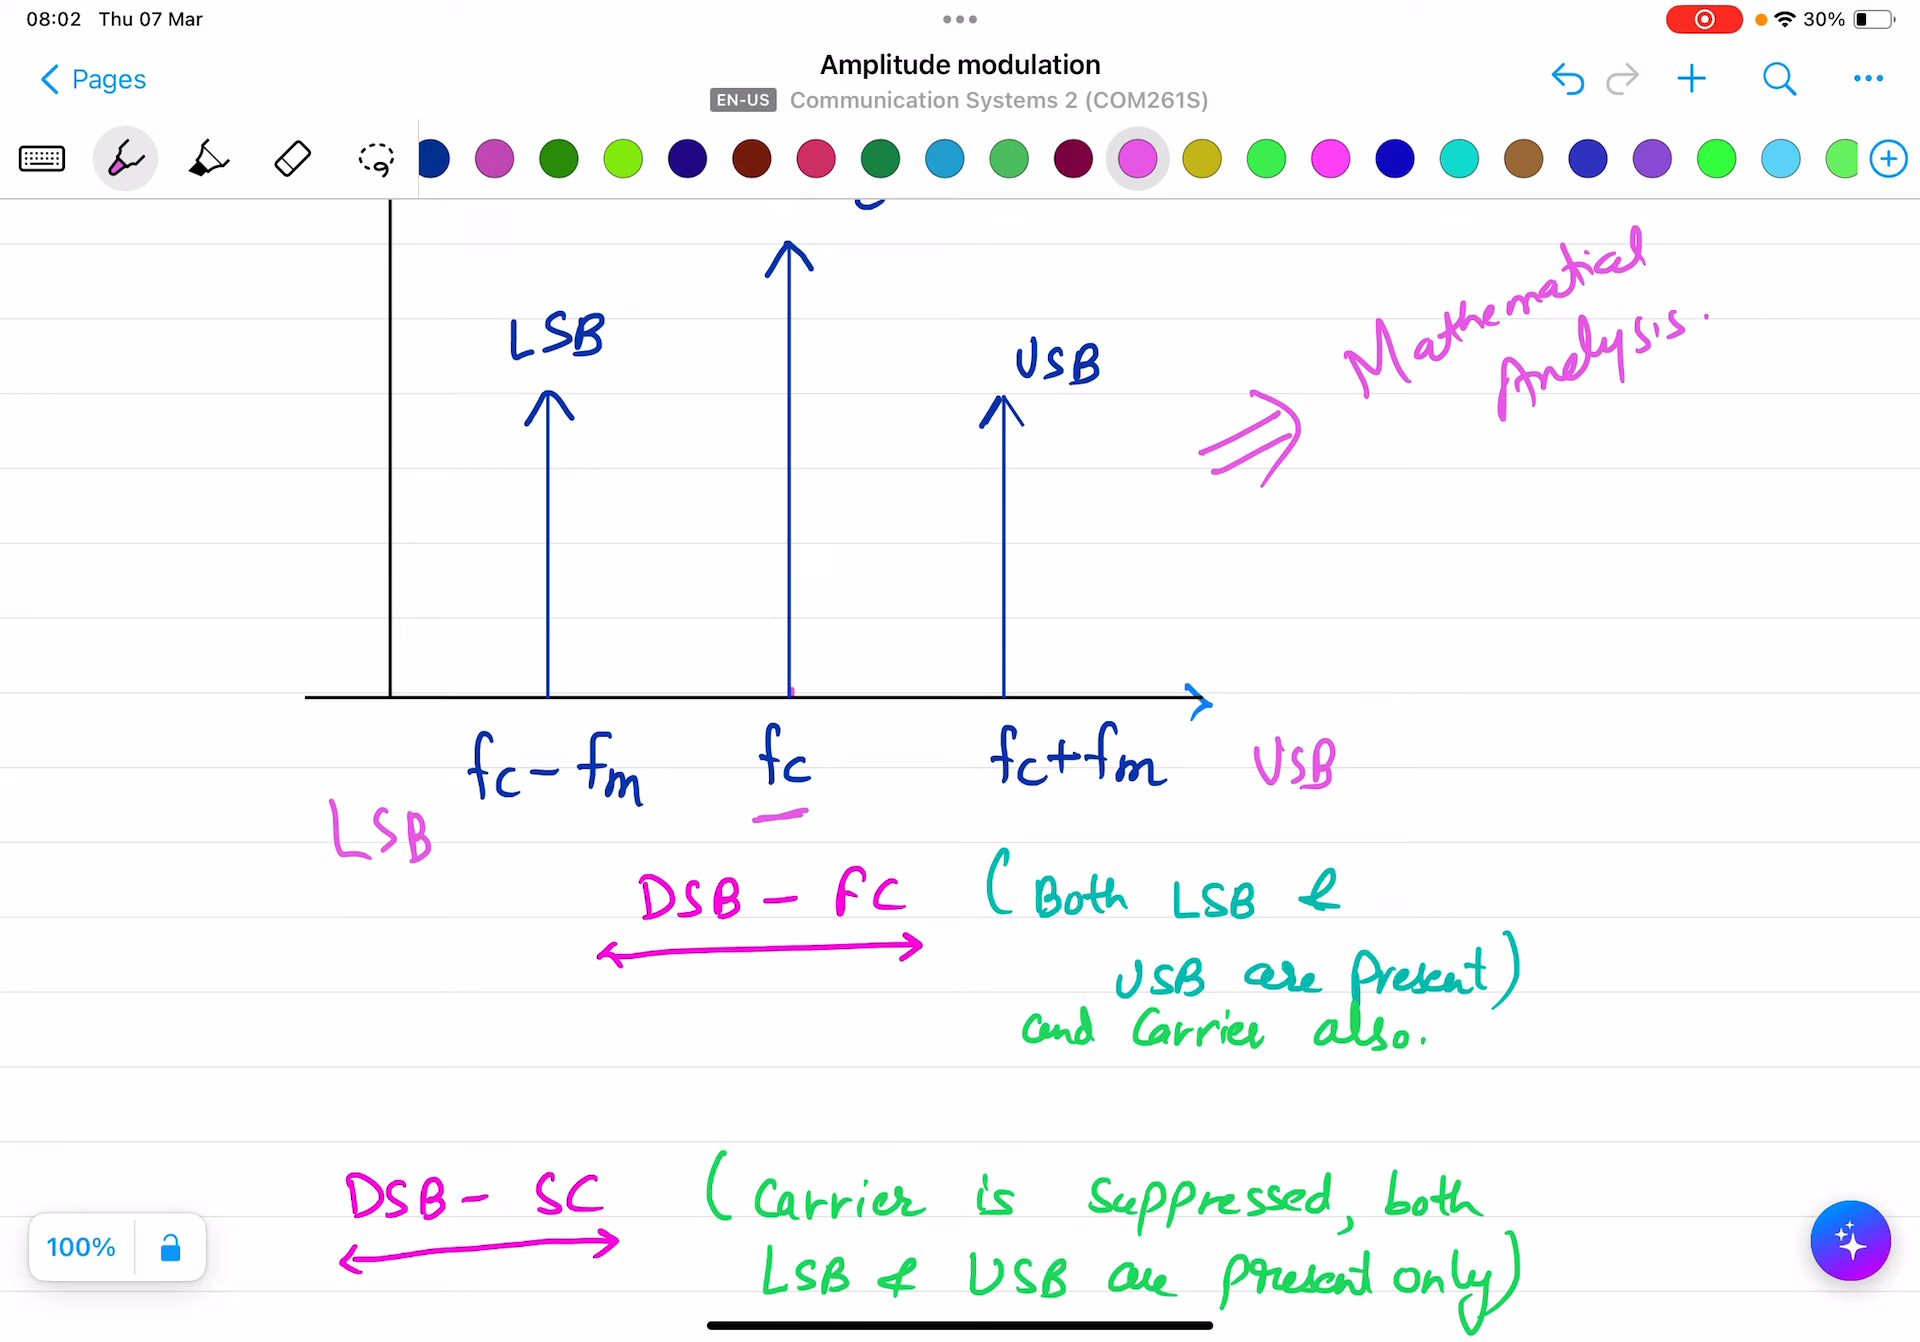 08:02 Thu 07 Mar
30%
Pages
Amplitude modulation
EN-US Communication Systems 2 (COM261S)
Mathematical
Analysis.
LSB
USB
fc - fm
fc
fc+fm
USB
LSB
DSB - FC (Both LSB &
USB are present)
and Carrier also.
DSB - SC (Carrier is suppressed, both
LSB & USB are present only)
100%